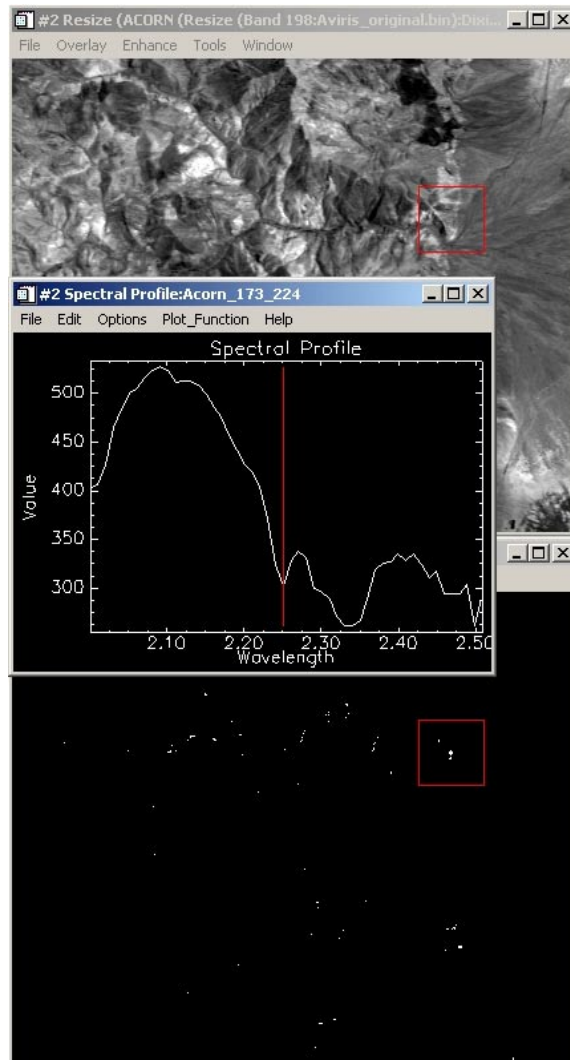 #2 Resize (ACORN (Resize (Band 198:Aviris_original.bin):Dixi...
File Overlay Enhance Tools Window
#2 Spectral Profile:Acorn_173_224
File Edit Options Plot_Function Help
Spectral Profile
500
450
400
350
300
Value
2.10 2.20 2.30 2.40 2.50
Wavelength